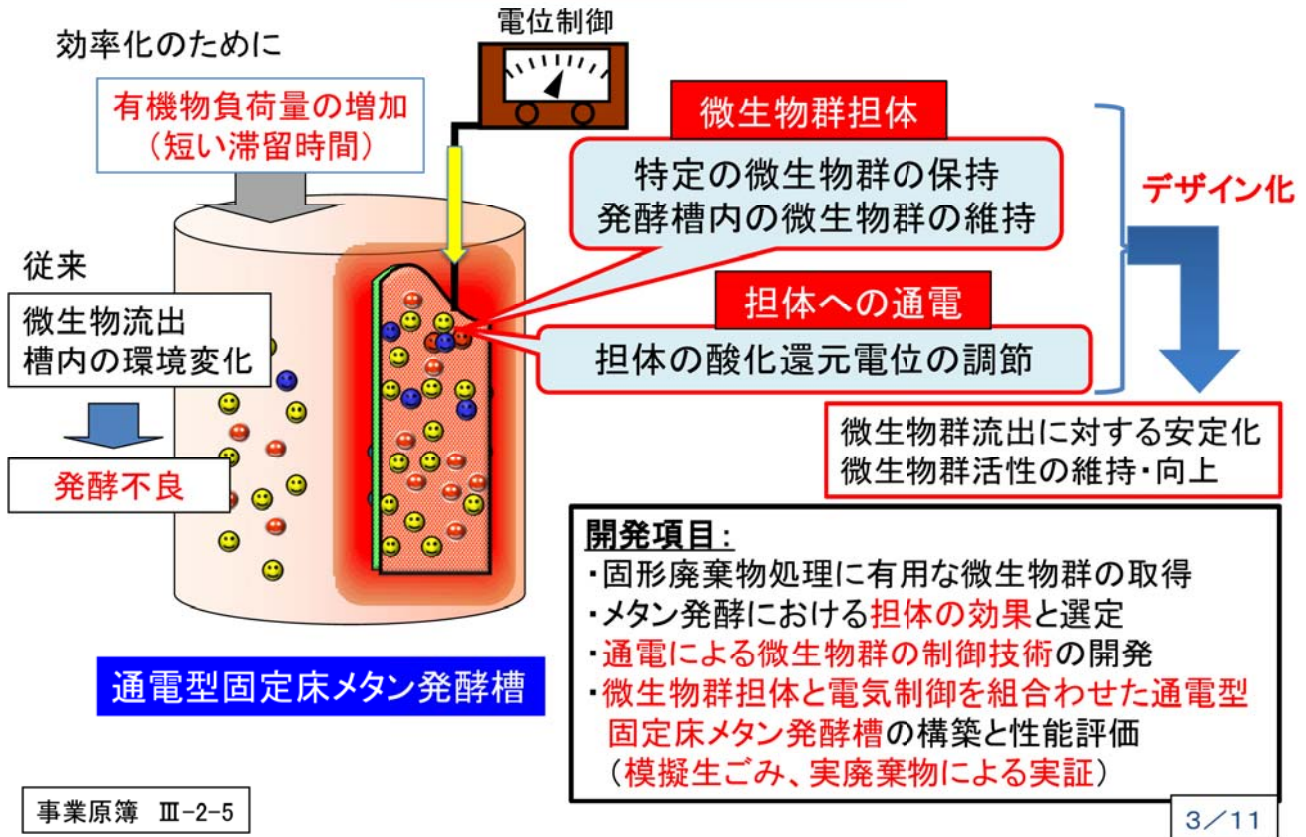 電位制御
効率化のために
有機物負荷量の増加
（短い滞留時間）
微生物群担体
特定の微生物群の保持
発酵槽内の微生物群の維持
デザイン化
従来
微生物流出
槽内の環境変化
発酵不良
担体への通電
担体の酸化還元電位の調節
微生物群流出に対する安定化
微生物群活性の維持・向上
通電型固定床メタン発酵槽
開発項目：
・固形廃棄物処理に有用な微生物群の取得
・メタン発酵における担体の効果と選定
・通電による微生物群の制御技術の開発
・微生物群担体と電気制御を組合わせた通電型
固定床メタン発酵槽の構築と性能評価
（模擬生ごみ、実廃棄物による実証）
事業原簿 Ⅲ-2-5
3／11